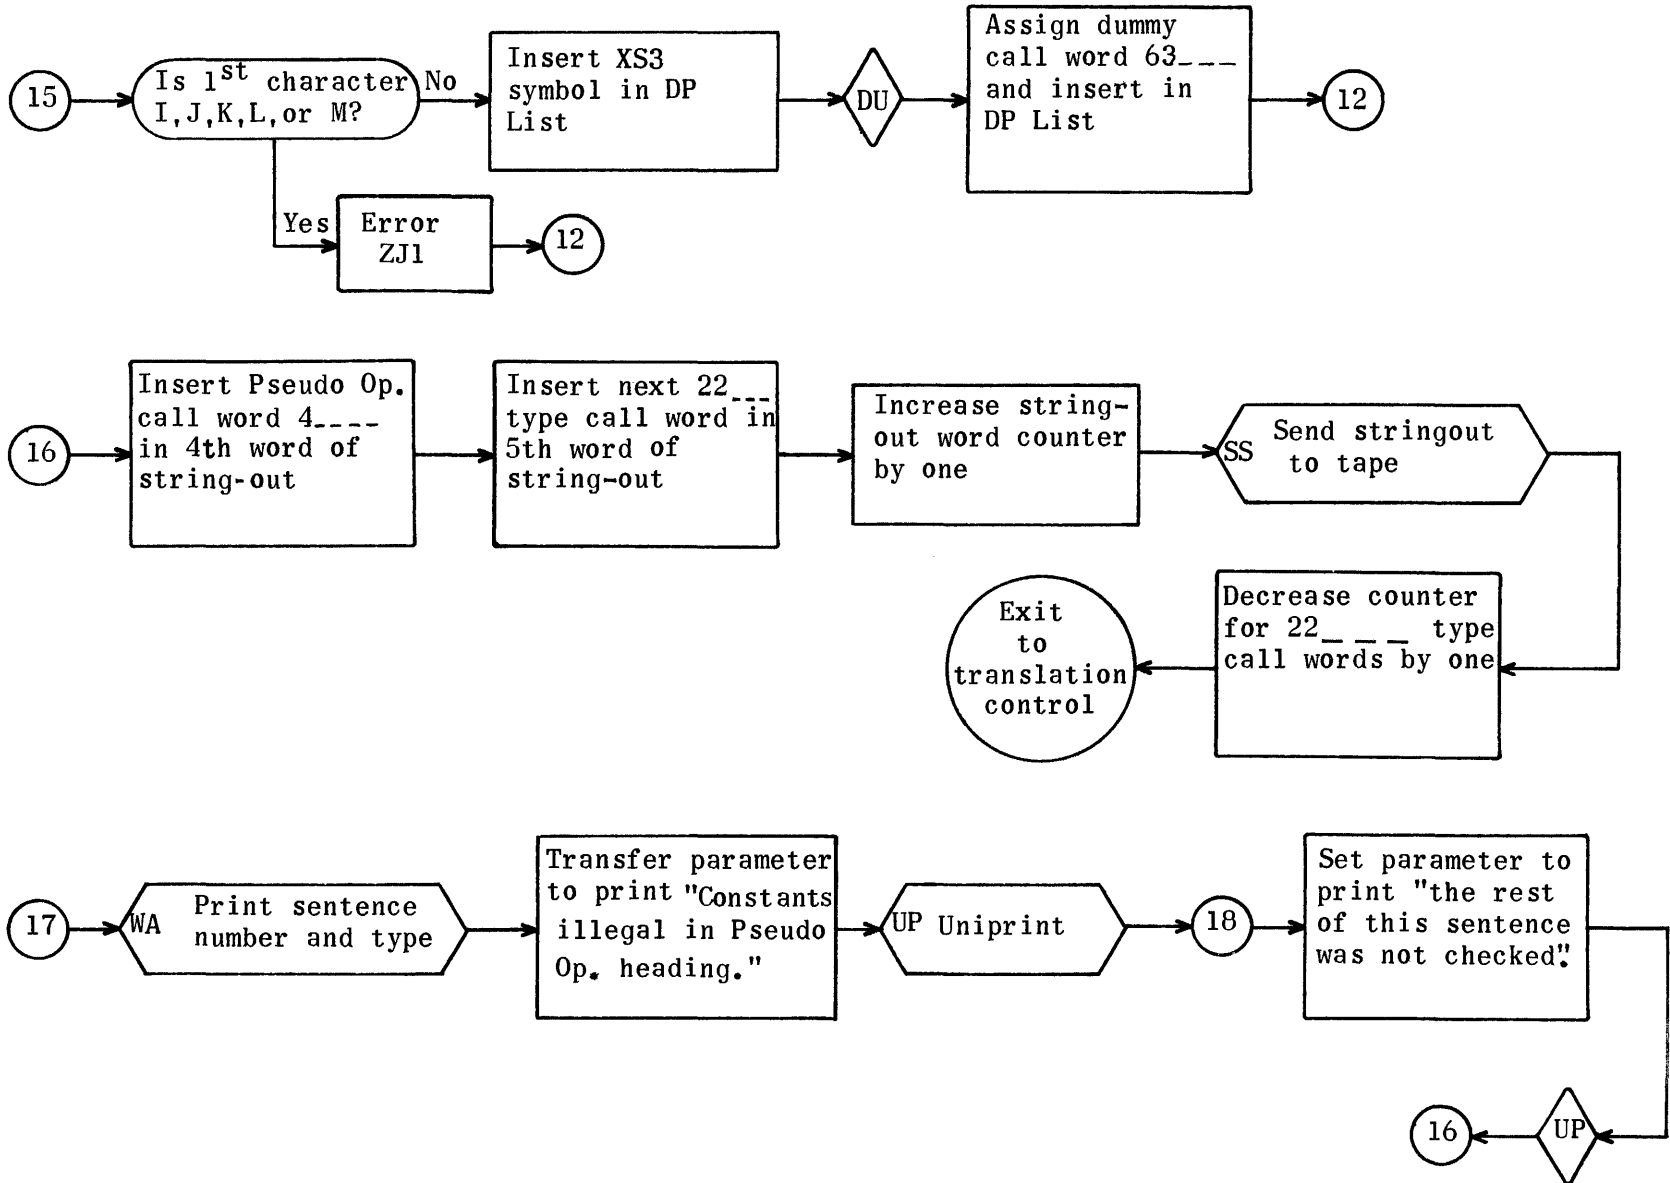 15
Is 1st character
I,J,K,L,or M?
No
Insert XS3
symbol in DP
List
DU
Assign dummy
call word 63___
and insert in
DP List
12
Yes
Error
ZJ1
12
16
Insert Pseudo Op.
call word 4____
in 4th word of
string-out
Insert next 22___
type call word in
5th word of
string-out
Increase string-
out word counter
by one
SS
Send stringout
to tape
Decrease counter
for 22_ _ _ type
call words by one
Exit
to
translation
control
17
WA
Print sentence
number and type
Transfer parameter
to print "Constants
illegal in Pseudo
Op. heading."
UP Uniprint
18
Set parameter to
print "the rest
of this sentence
was not checked".
UP
16